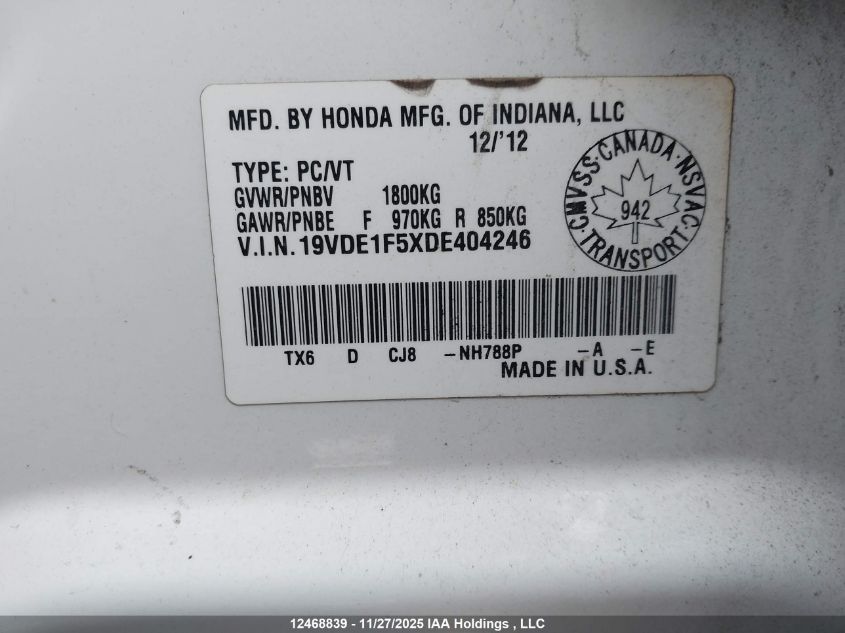 MFD. BY HONDA MFG. OF INDIANA, LLC
12/'12
TYPE: PC/VT
GVWR/PNBV 1800KG
GAWR/PNBE F 970KG R 850KG
V.I.N. 19VDE1F5XDE404246
CMVSS·CANADA·NSVAC·TRANSPORT·
942
TX6 D CJ8 -NH788P -A -E
MADE IN U.S.A.
12468839 - 11/27/2025 IAA Holdings , LLC